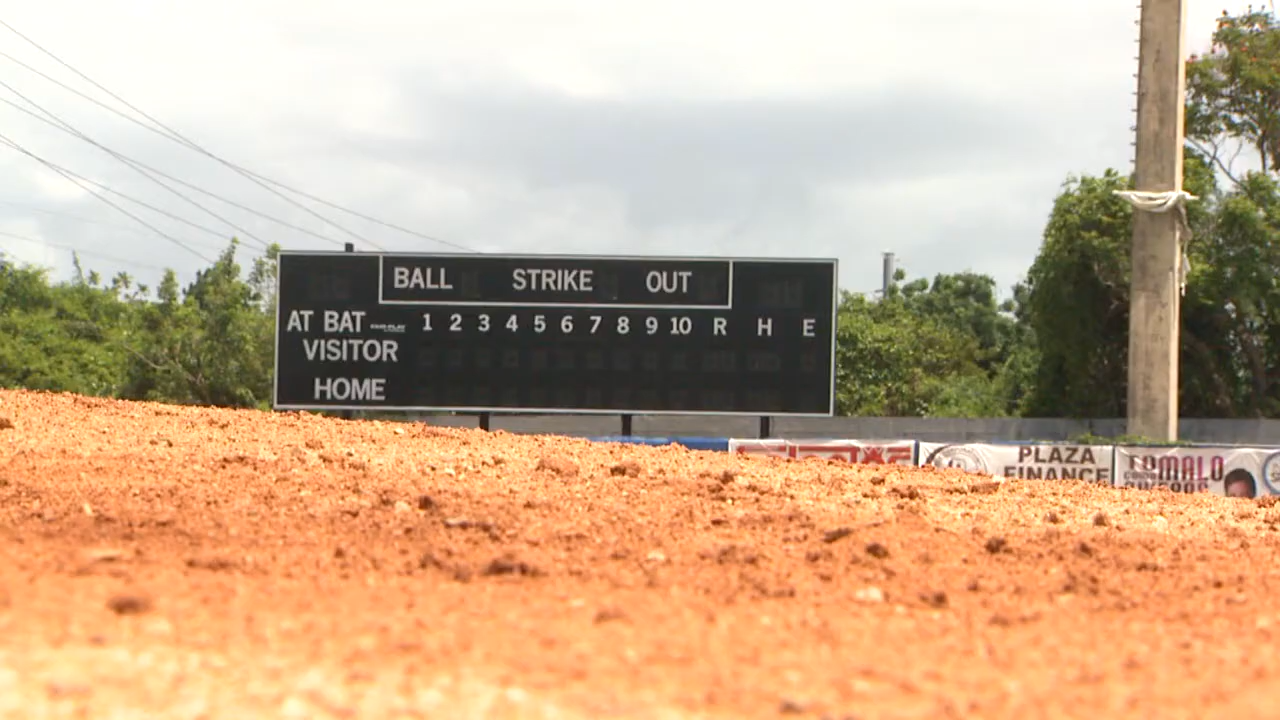 BALL STRIKE OUT
AT BAT 1 2 3 4 5 6 7 8 9 10 R H E
VISITOR
HOME
PLAZA
FINANCE
TOMALO